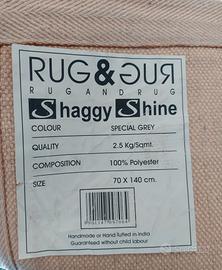 RUG&RUG
RUGANDRUG
Shaggy Shine
COLOUR SPECIAL GREY
QUALITY 2.5 Kg/Sqmt.
COMPOSITION 100% Polyester
SIZE 70 X 140 cm.
Handmade or Hand Tufted in India
Guaranteed without child labour